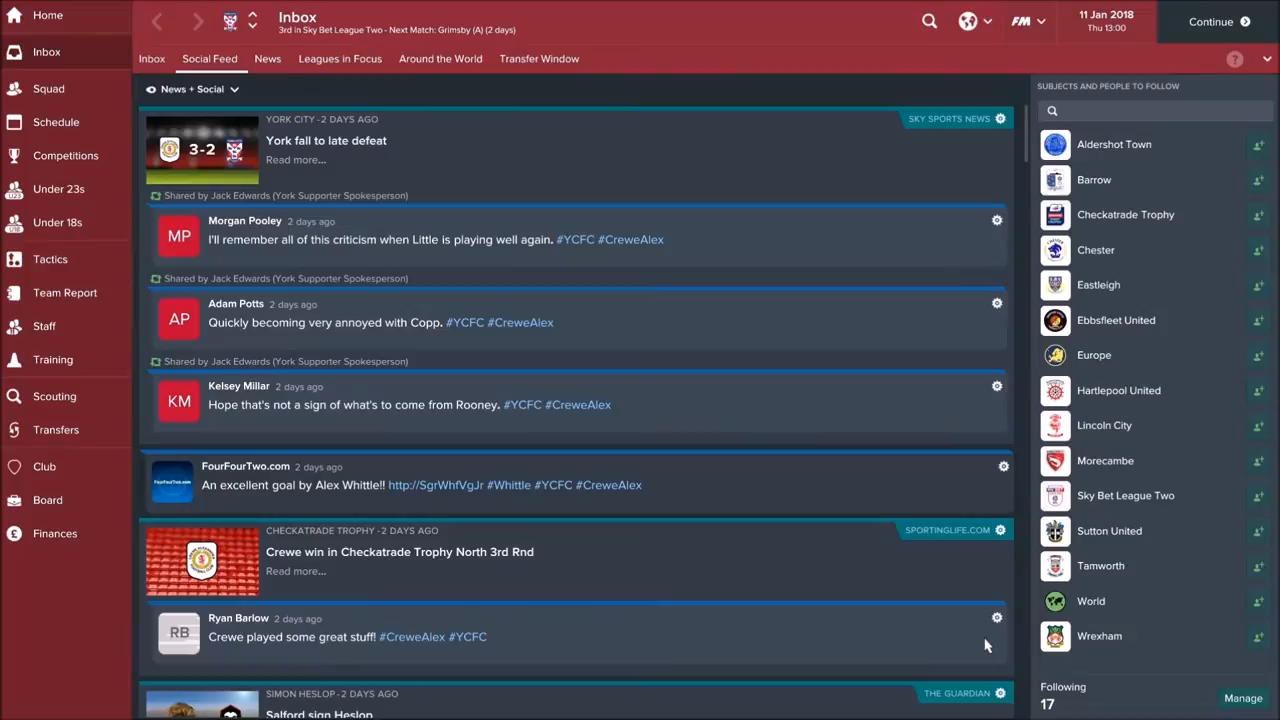 Home
Inbox
Squad
Schedule
Competitions
Under 23s
U23
Under 18s
U18
Tactics
Team Report
Staff
Training
Scouting
Transfers
Club
Board
Finances
Inbox
3rd in Sky Bet League Two - Next Match: Grimsby (A) (2 days)
FM
11 Jan 2018
Thu 13:00
Continue
Inbox
Social Feed
News
Leagues in Focus
Around the World
Transfer Window
?
News + Social
YORK CITY - 2 DAYS AGO
SKY SPORTS NEWS
3-2
York fall to late defeat
Read more...
Shared by Jack Edwards (York Supporter Spokesperson)
MP
Morgan Pooley 2 days ago
I'll remember all of this criticism when Little is playing well again. #YCFC #CreweAlex
Shared by Jack Edwards (York Supporter Spokesperson)
AP
Adam Potts 2 days ago
Quickly becoming very annoyed with Copp. #YCFC #CreweAlex
Shared by Jack Edwards (York Supporter Spokesperson)
KM
Kelsey Millar 2 days ago
Hope that's not a sign of what's to come from Rooney. #YCFC #CreweAlex
FourFourTwo.com
FourFourTwo.com 2 days ago
An excellent goal by Alex Whittle!! http://SgrWhfVgJr #Whittle #YCFC #CreweAlex
CHECKATRADE TROPHY - 2 DAYS AGO
SPORTINGLIFE.COM
Crewe win in Checkatrade Trophy North 3rd Rnd
Read more...
RB
Ryan Barlow 2 days ago
Crewe played some great stuff! #CreweAlex #YCFC
SIMON HESLOP - 2 DAYS AGO
THE GUARDIAN
Salford sign Heslop
SUBJECTS AND PEOPLE TO FOLLOW
Aldershot Town
Barrow
Checkatrade Trophy
Chester
Eastleigh
Ebbsfleet United
Europe
Hartlepool United
Lincoln City
Morecambe
Sky Bet League Two
Sutton United
Tamworth
World
Wrexham
Following
17
Manage